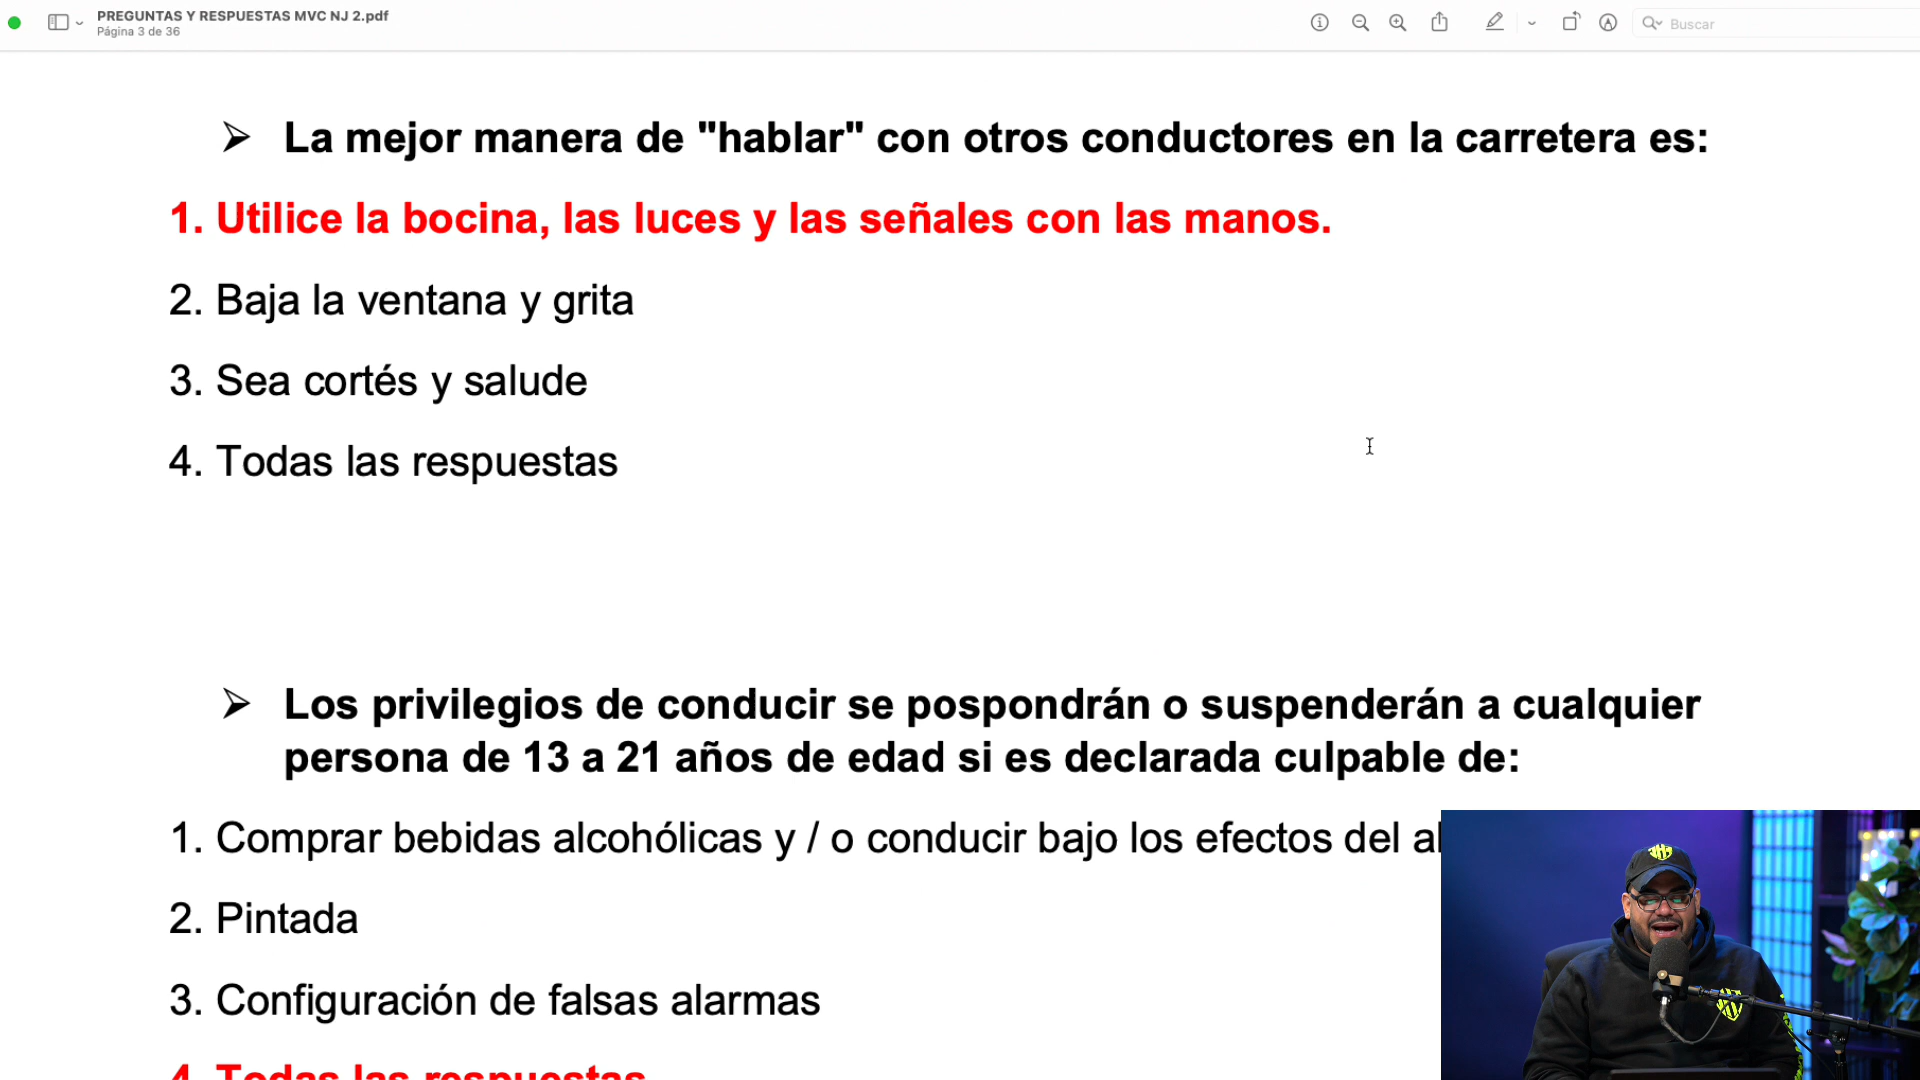 PREGUNTAS Y RESPUESTAS MVC NJ 2.pdf
Página 3 de 36
Buscar
➢ La mejor manera de "hablar" con otros conductores en la carretera es:
1. Utilice la bocina, las luces y las señales con las manos.
2. Baja la ventana y grita
3. Sea cortés y salude
4. Todas las respuestas
➢ Los privilegios de conducir se pospondrán o suspenderán a cualquier
persona de 13 a 21 años de edad si es declarada culpable de:
1. Comprar bebidas alcohólicas y / o conducir bajo los efectos del al
2. Pintada
3. Configuración de falsas alarmas
4. Todas las respuestas